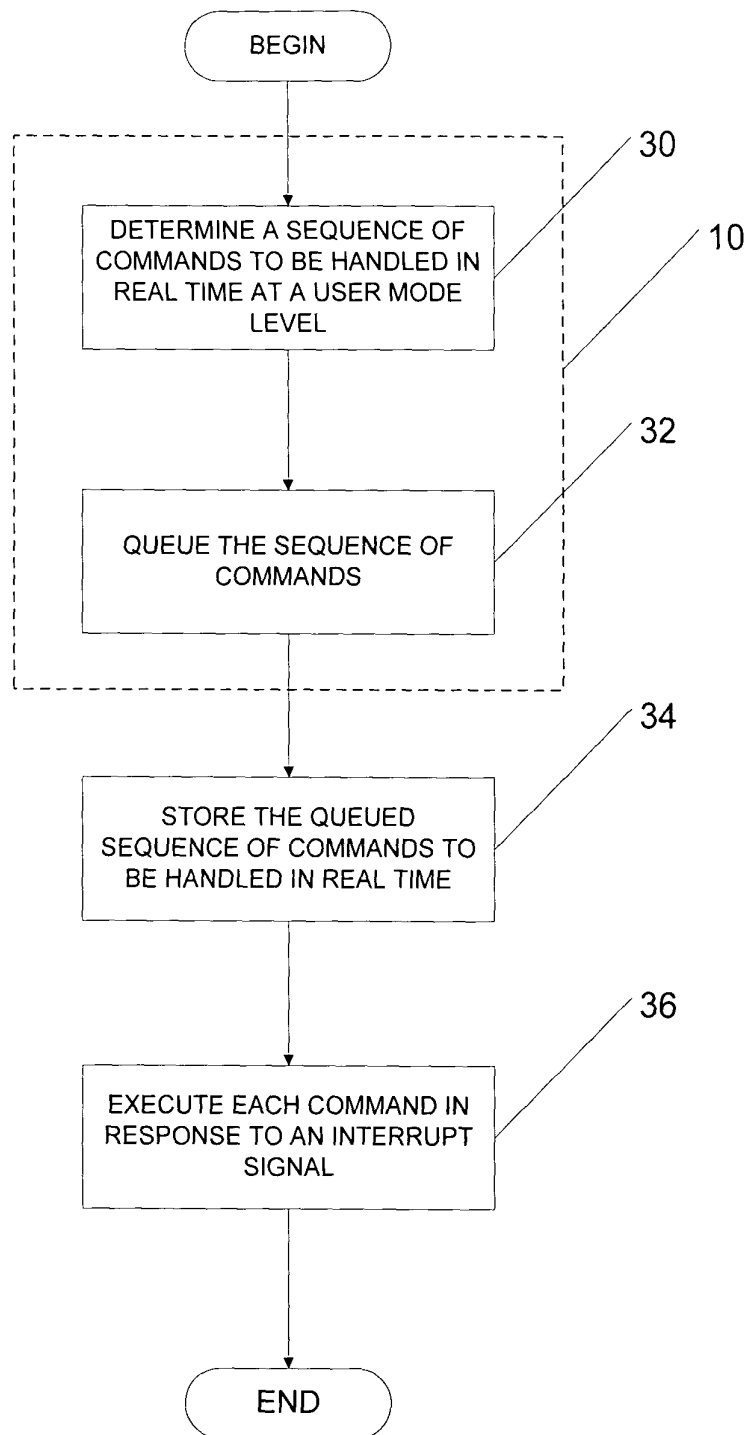 BEGIN
30
DETERMINE A SEQUENCE OF
COMMANDS TO BE HANDLED IN
REAL TIME AT A USER MODE
LEVEL
10
32
QUEUE THE SEQUENCE OF
COMMANDS
34
STORE THE QUEUED
SEQUENCE OF COMMANDS TO
BE HANDLED IN REAL TIME
36
EXECUTE EACH COMMAND IN
RESPONSE TO AN INTERRUPT
SIGNAL
END